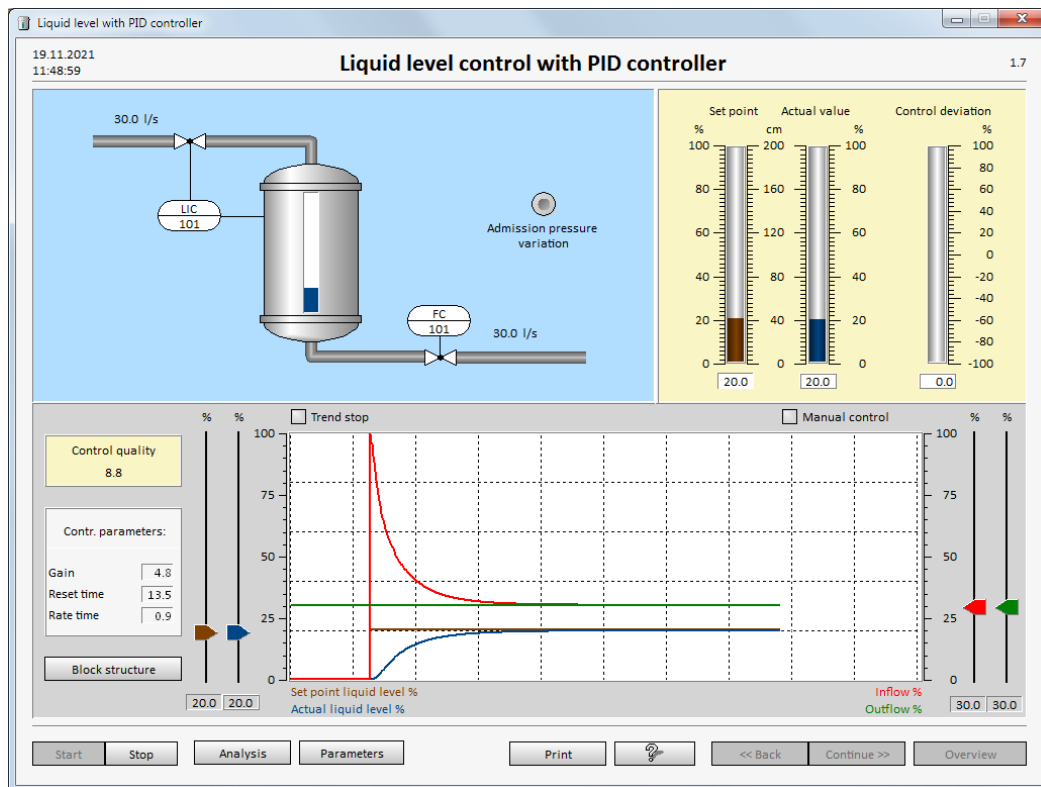 Liquid level with PID controller
19.11.2021
11:48:59
Liquid level control with PID controller
1.7
30.0 l/s
LIC
101
Admission pressure
variation
FC
101
30.0 l/s
Set point Actual value Control deviation
% cm % %
100 200 100 100
80
80 160 80 60
40
60 120 60 20
0
40 80 40 -20
-40
20 40 20 -60
-80
0 0 0 -100
20.0 20.0 0.0
% % Trend stop Manual control % %
Control quality
8.8
100 100
75 75
50 50
25 25
0 0
Contr. parameters:
Gain 4.8
Reset time 13.5
Rate time 0.9
Block structure
20.0 20.0
Set point liquid level % Inflow %
Actual liquid level % Outflow %
30.0 30.0
Start Stop Analysis Parameters Print ? << Back Continue >> Overview